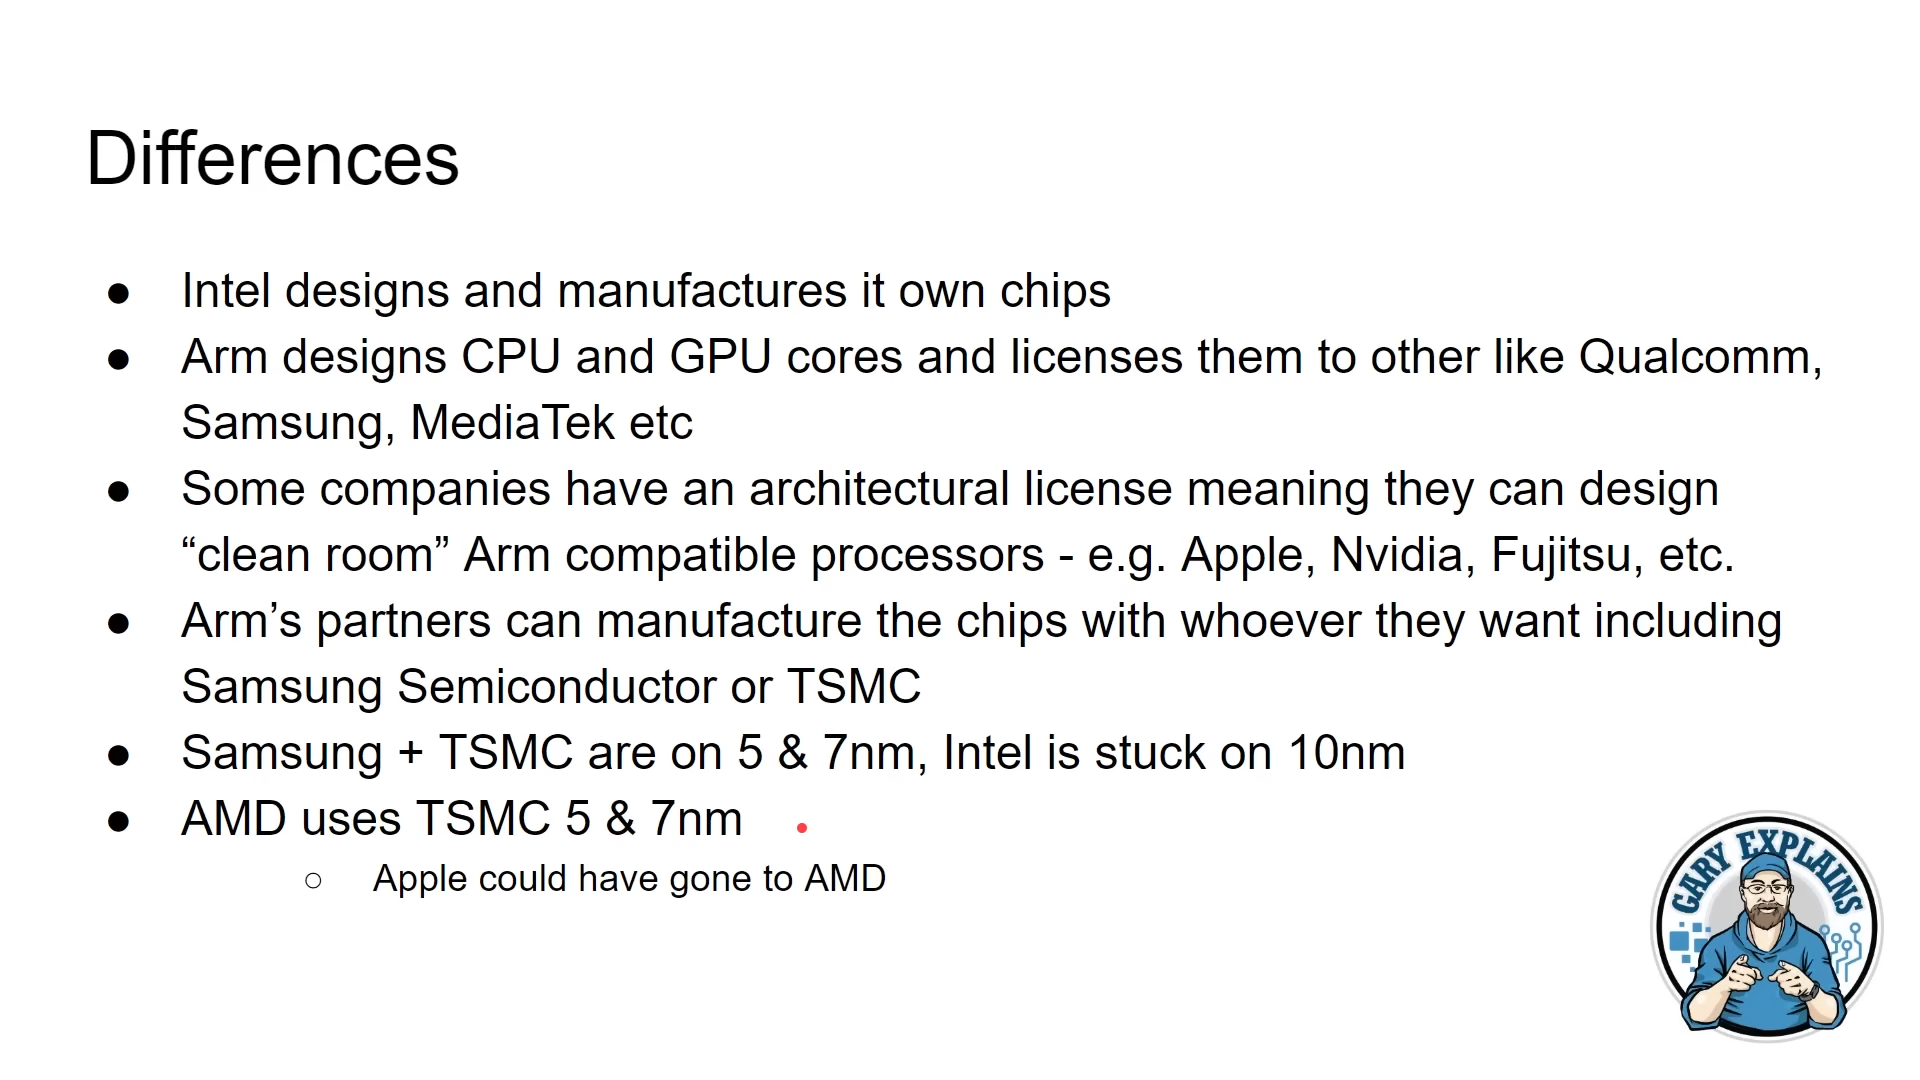 Differences
● Intel designs and manufactures it own chips
● Arm designs CPU and GPU cores and licenses them to other like Qualcomm,
Samsung, MediaTek etc
● Some companies have an architectural license meaning they can design
“clean room” Arm compatible processors - e.g. Apple, Nvidia, Fujitsu, etc.
● Arm’s partners can manufacture the chips with whoever they want including
Samsung Semiconductor or TSMC
● Samsung + TSMC are on 5 & 7nm, Intel is stuck on 10nm
● AMD uses TSMC 5 & 7nm
○ Apple could have gone to AMD
GARY EXPLAINS